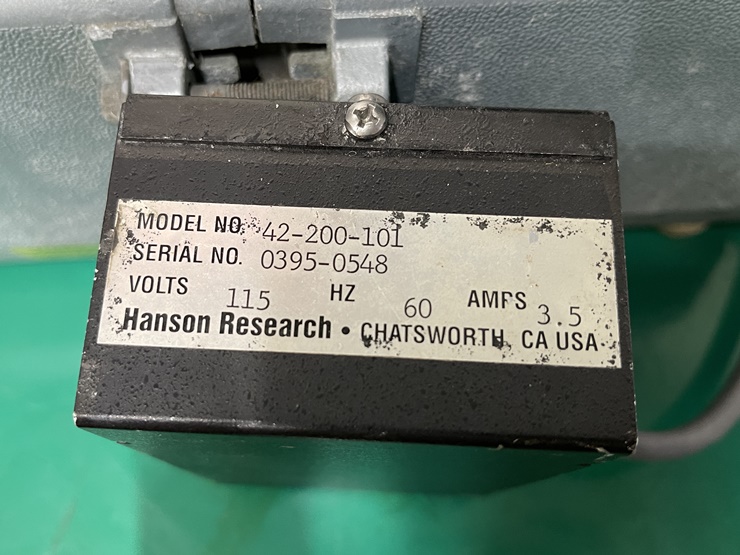 MODEL NO. 42-200-101
SERIAL NO. 0395-0548
VOLTS 115 HZ 60 AMPS 3.5
Hanson Research • CHATSWORTH, CA USA